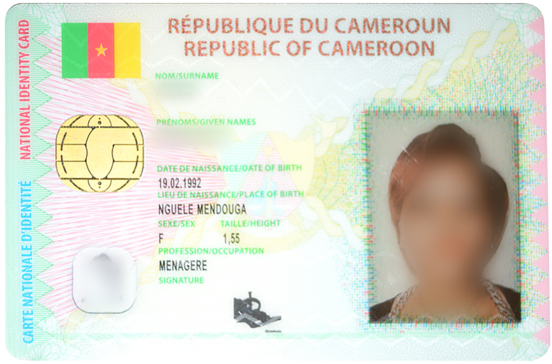 RÉPUBLIQUE DU CAMEROUN
REPUBLIC OF CAMEROON
NATIONAL IDENTITY CARD
CARTE NATIONALE D'IDENTITÉ
NOM/SURNAME
PRÉNOMS/GIVEN NAMES
DATE DE NAISSANCE/DATE OF BIRTH
19.02.1992
LIEU DE NAISSANCE/PLACE OF BIRTH
NGUELE MENDOUGA
SEXE/SEX TAILLE/HEIGHT
F 1,55
PROFESSION/OCCUPATION
MENAGERE
SIGNATURE